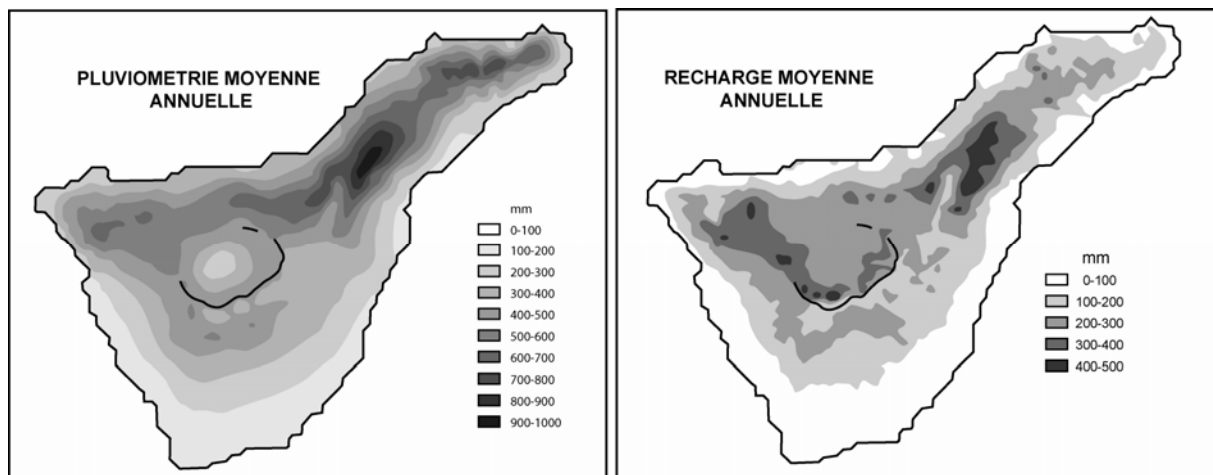 PLUVIOMETRIE MOYENNE
ANNUELLE
mm
0-100
100-200
200-300
300-400
400-500
500-600
600-700
700-800
800-900
900-1000
RECHARGE MOYENNE
ANNUELLE
mm
0-100
100-200
200-300
300-400
400-500